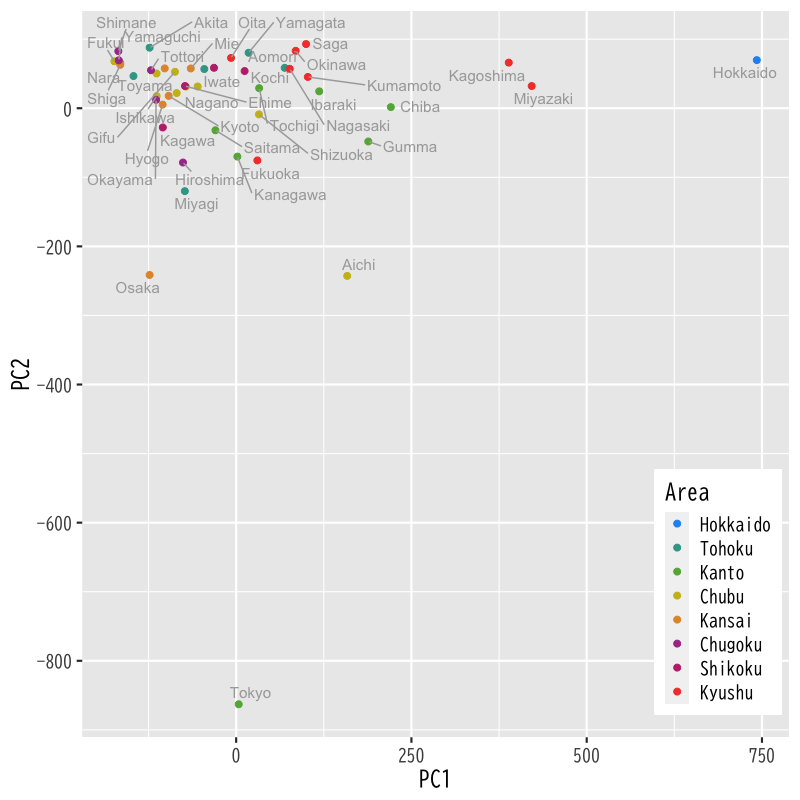 Shimane
Akita
Oita
Yamagata
Fukui
Yamaguchi
Mie
Saga
Tottori
Aomori
Okinawa
Hokkaido
Nara
Toyama
Iwate
Kochi
Kumamoto
Kagoshima
Shiga
Nagano
Ehime
Ibaraki
Chiba
Miyazaki
Ishikawa
Kyoto
Tochigi
Nagasaki
Gifu
Kagawa
Saitama
Shizuoka
Gumma
Hyogo
Okayama
Hiroshima
Fukuoka
Kanagawa
Miyagi
Aichi
Osaka
Tokyo
0
−200
−400
−600
−800
PC2
0
250
500
750
PC1
Area
Hokkaido
Tohoku
Kanto
Chubu
Kansai
Chugoku
Shikoku
Kyushu